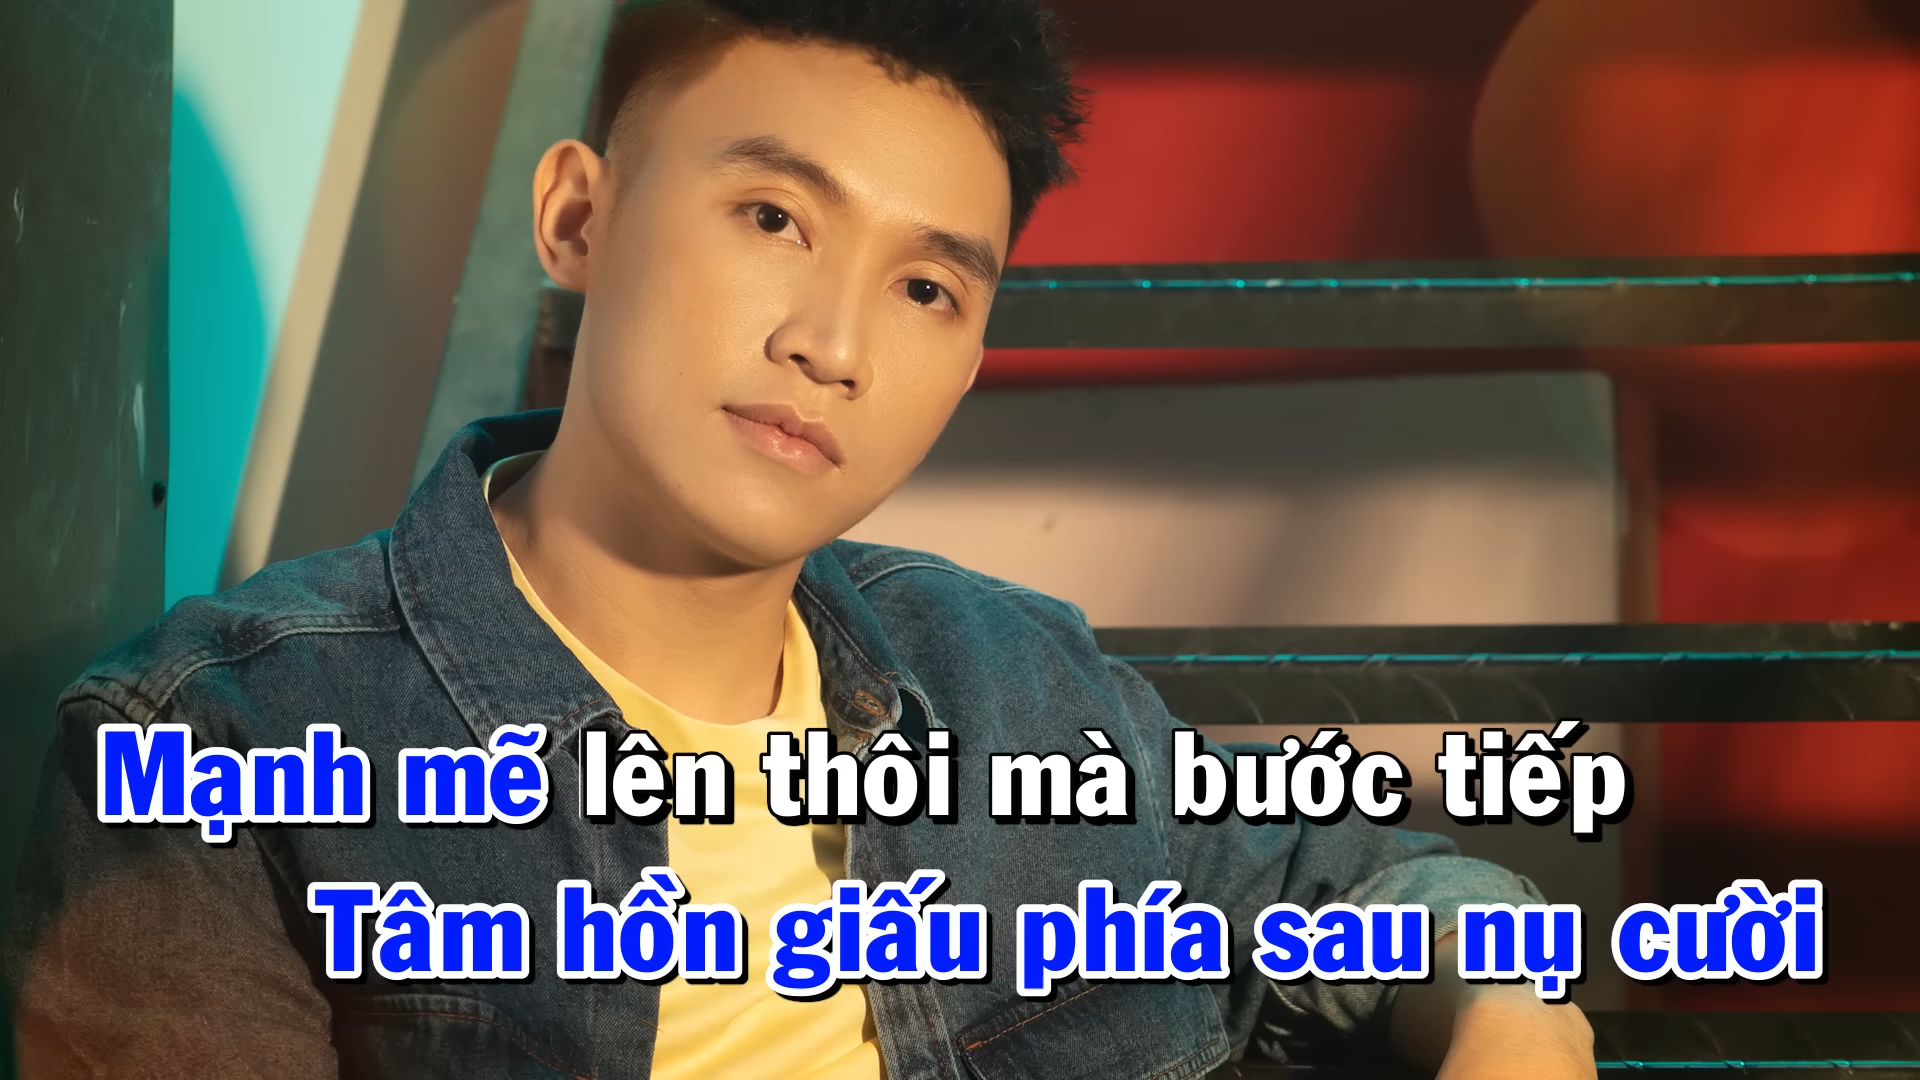 Mạnh mẽ lên thôi mà bước tiếp
Tâm hồn giấu phía sau nụ cười